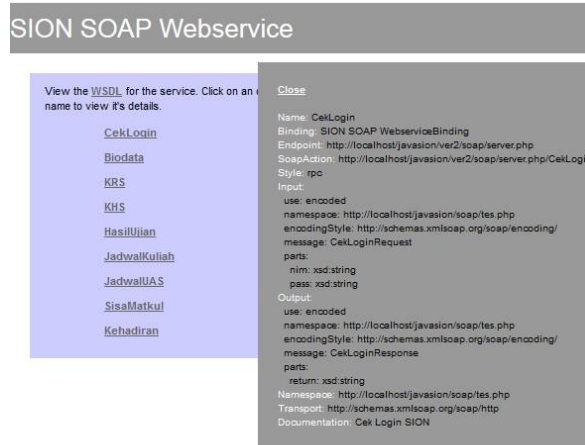 SION SOAP Webservice
View the WSDL for the service. Click on an
name to view it's details.
CekLogin
Biodata
KRS
KHS
HasilUjian
JadwalKuliah
JadwalUAS
SisaMatkul
Kehadiran
Close
Name: CekLogin
Binding: SION SOAP WebserviceBinding
Endpoint: http://localhost/javasion/ver2/soap/server.php
SoapAction: http://localhost/javasion/ver2/soap/server.php/CekLogi
Style: rpc
Input:
use: encoded
namespace: http://localhost/javasion/soap/tes.php
encodingStyle: http://schemas.xmlsoap.org/soap/encoding/
message: CekLoginRequest
parts:
nim: xsd:string
pass: xsd:string
Output:
use: encoded
namespace: http://localhost/javasion/soap/tes.php
encodingStyle: http://schemas.xmlsoap.org/soap/encoding/
message: CekLoginResponse
parts:
return: xsd:string
Namespace: http://localhost/javasion/soap/tes.php
Transport: http://schemas.xmlsoap.org/soap/http
Documentation: Cek Login SION